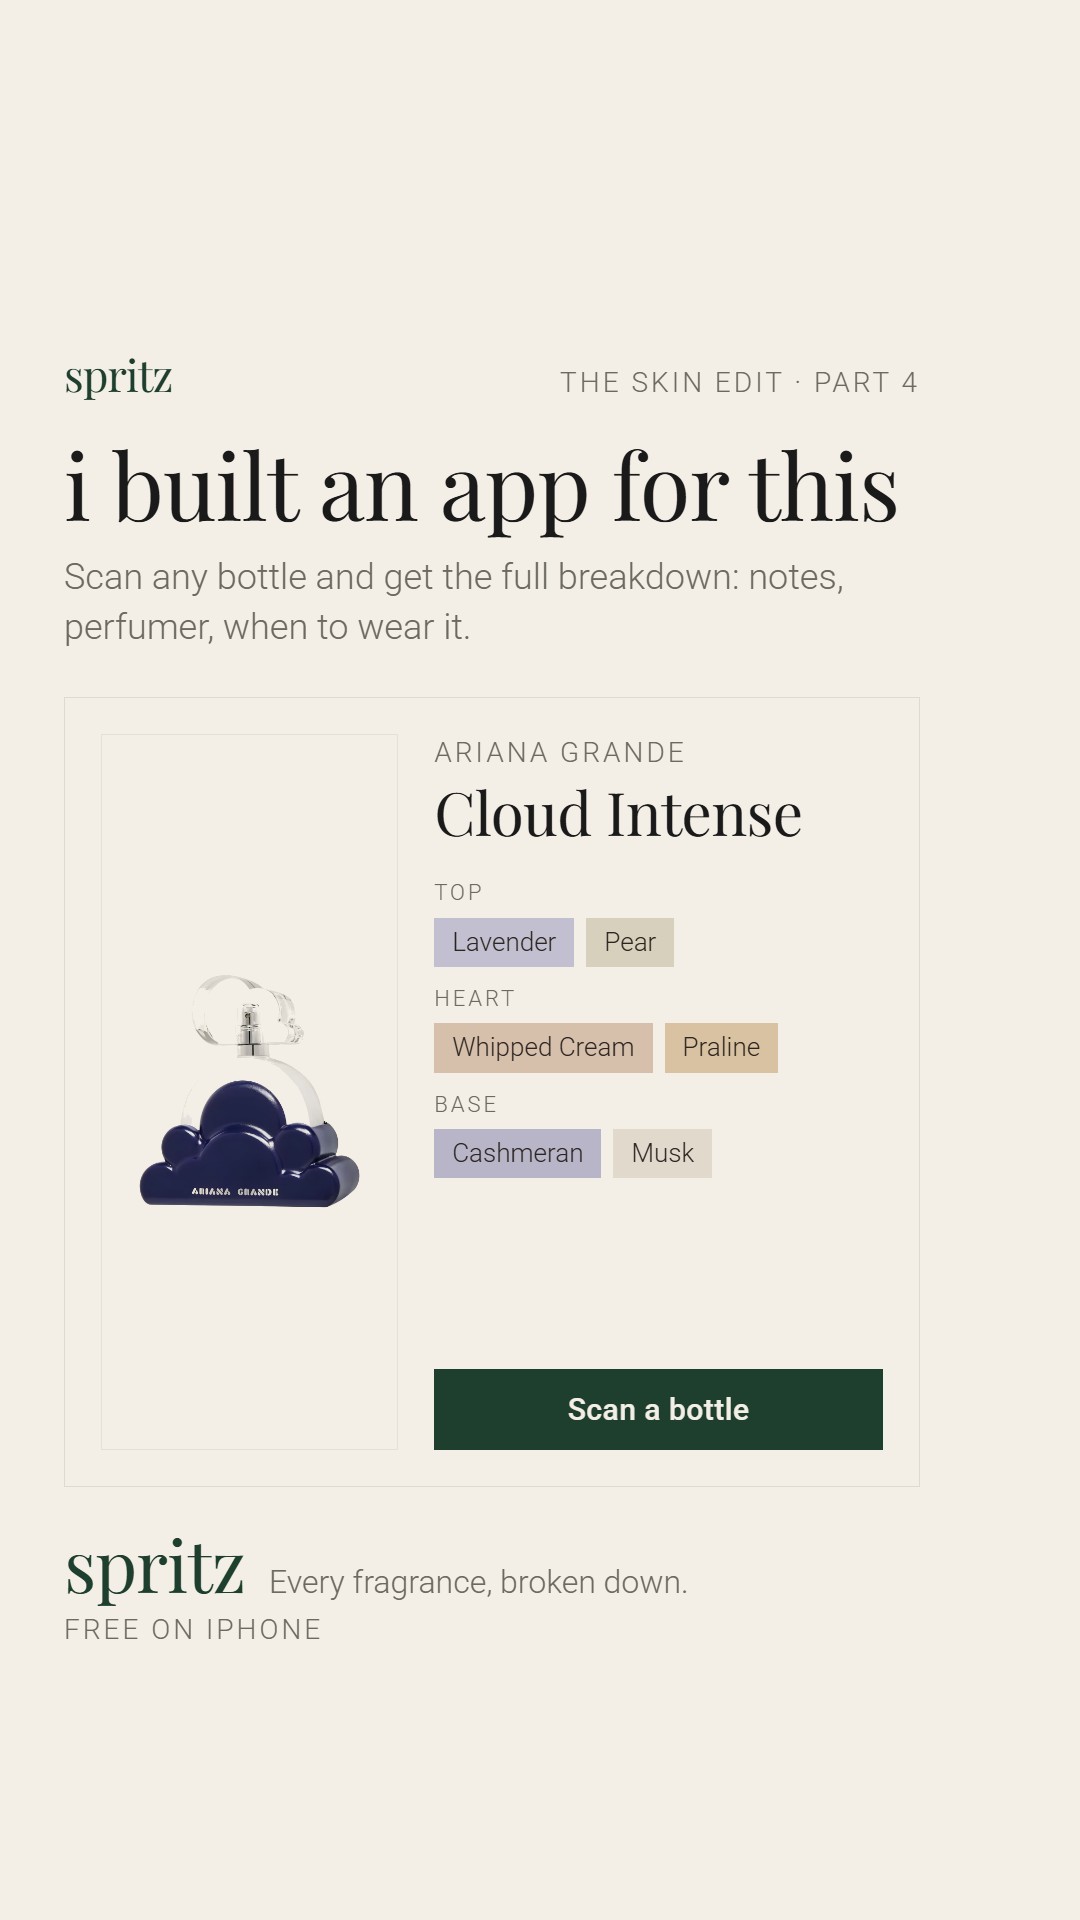 spritz
THE SKIN EDIT · PART 4
i built an app for this
Scan any bottle and get the full breakdown: notes,
perfumer, when to wear it.
ARIANA GRANDE
Cloud Intense
TOP
Lavender Pear
HEART
Whipped Cream Praline
BASE
Cashmeran Musk
ARIANA GRANDE
Scan a bottle
spritz Every fragrance, broken down.
FREE ON IPHONE